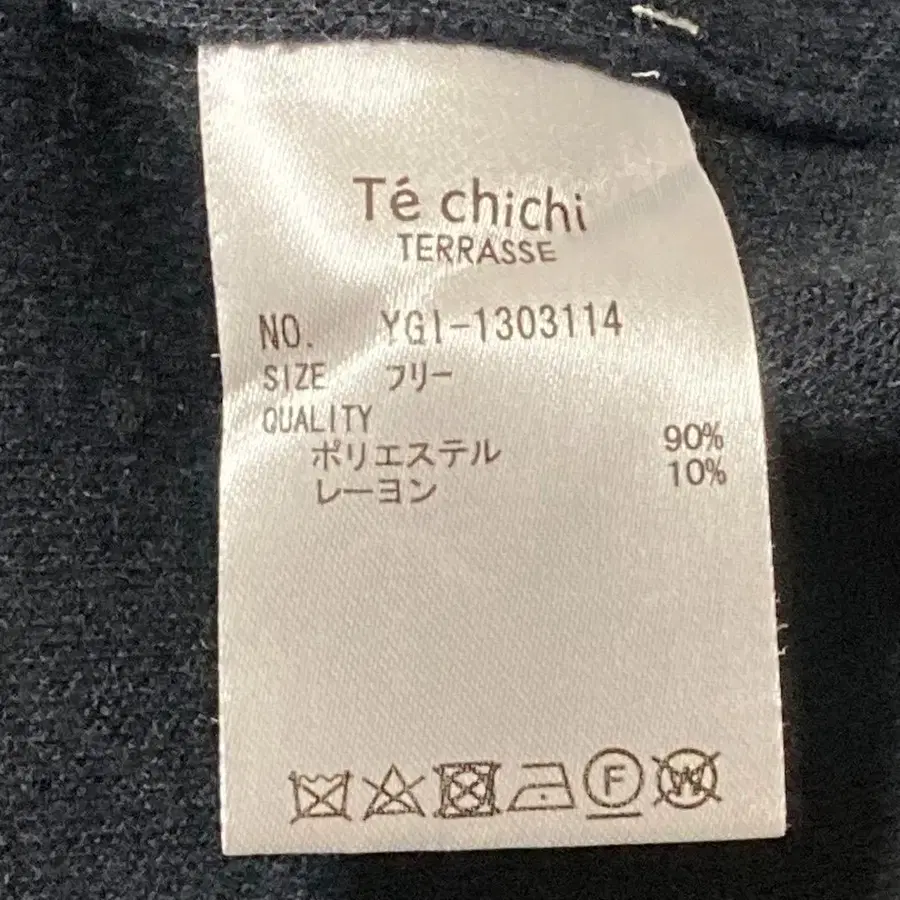 Té chichi
TERRASSE
NO. YGI-1303114
SIZE フリー
QUALITY
ポリエステル 90%
レーヨン 10%
F W